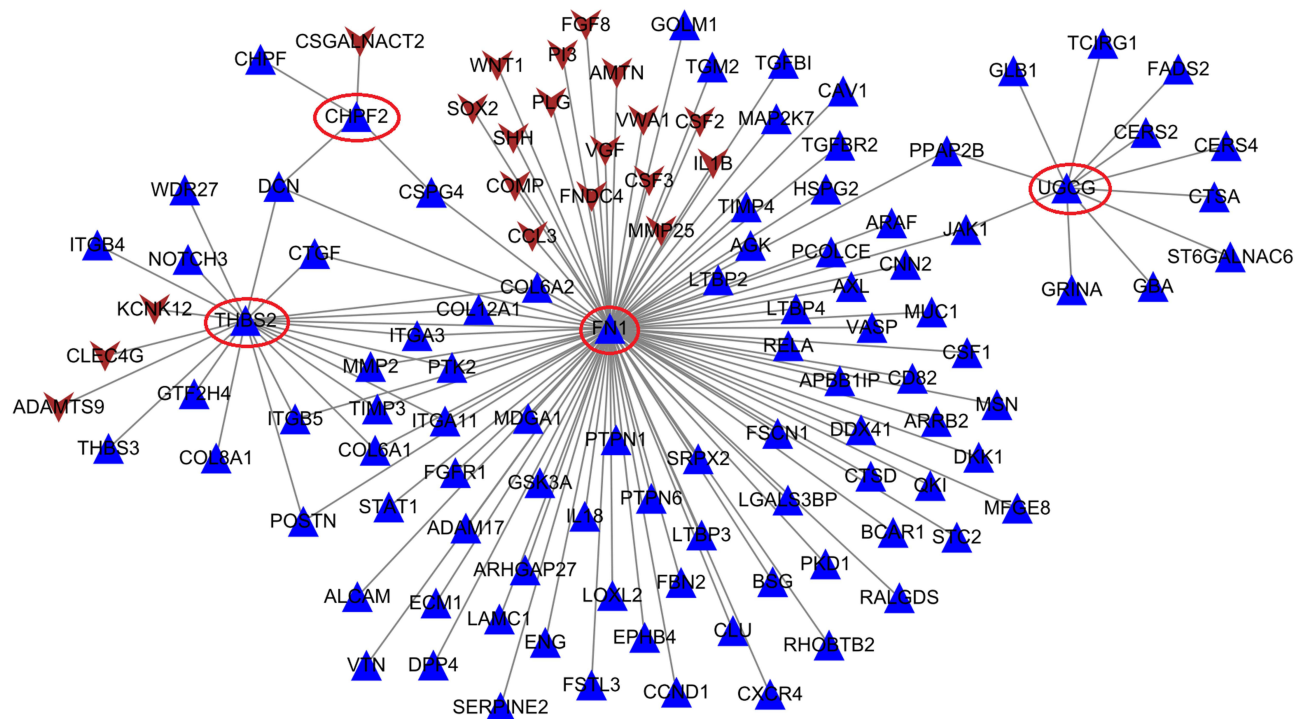 FGF8
GOLM1
CSGALNACT2
TCIRG1
CHPF
PI3
WNT1
AMTN
TGM2
TGFBI
GLB1
FADS2
CAV1
SOX2
PLG
CHPF2
VWA1
CSF2
MAP2K7
SHH
CERS2
VGF
TGFBR2
PPAP2B
CERS4
IL1B
WDR27
DCN
CSPG4
COMP
FNDC4
CSF3
HSPG2
UGCG
CTSA
TIMP4
ARAF
MMP25
JAK1
ITGB4
CCL3
NOTCH3
CTGF
AGK
PCOLCE
ST6GALNAC6
CNN2
LTBP2
COL6A2
AXL
GRINA
GBA
KCNK12
COL12A1
LTBP4
MUC1
THBS2
FN1
VASP
ITGA3
RELA
CLEC4G
CSF1
MMP2
PTK2
APBB1IP
CD82
GTF2H4
ADAMTS9
TIMP3
MSN
ITGB5
ITGA11
MDGA1
ARRB2
DDX41
FSCN1
PTPN1
THBS3
COL8A1
COL6A1
SRPX2
DKK1
FGFR1
GSK3A
CTSD
QKI
PTPN6
LGALS3BP
STAT1
MFGE8
POSTN
IL18
ADAM17
LTBP3
BCAR1
STC2
ARHGAP27
PKD1
FBN2
BSG
ALCAM
ECM1
LOXL2
RALGDS
LAMC1
CLU
ENG
EPHB4
RHOBTB2
VTN
DPP4
FSTL3
CCND1
CXCR4
SERPINE2